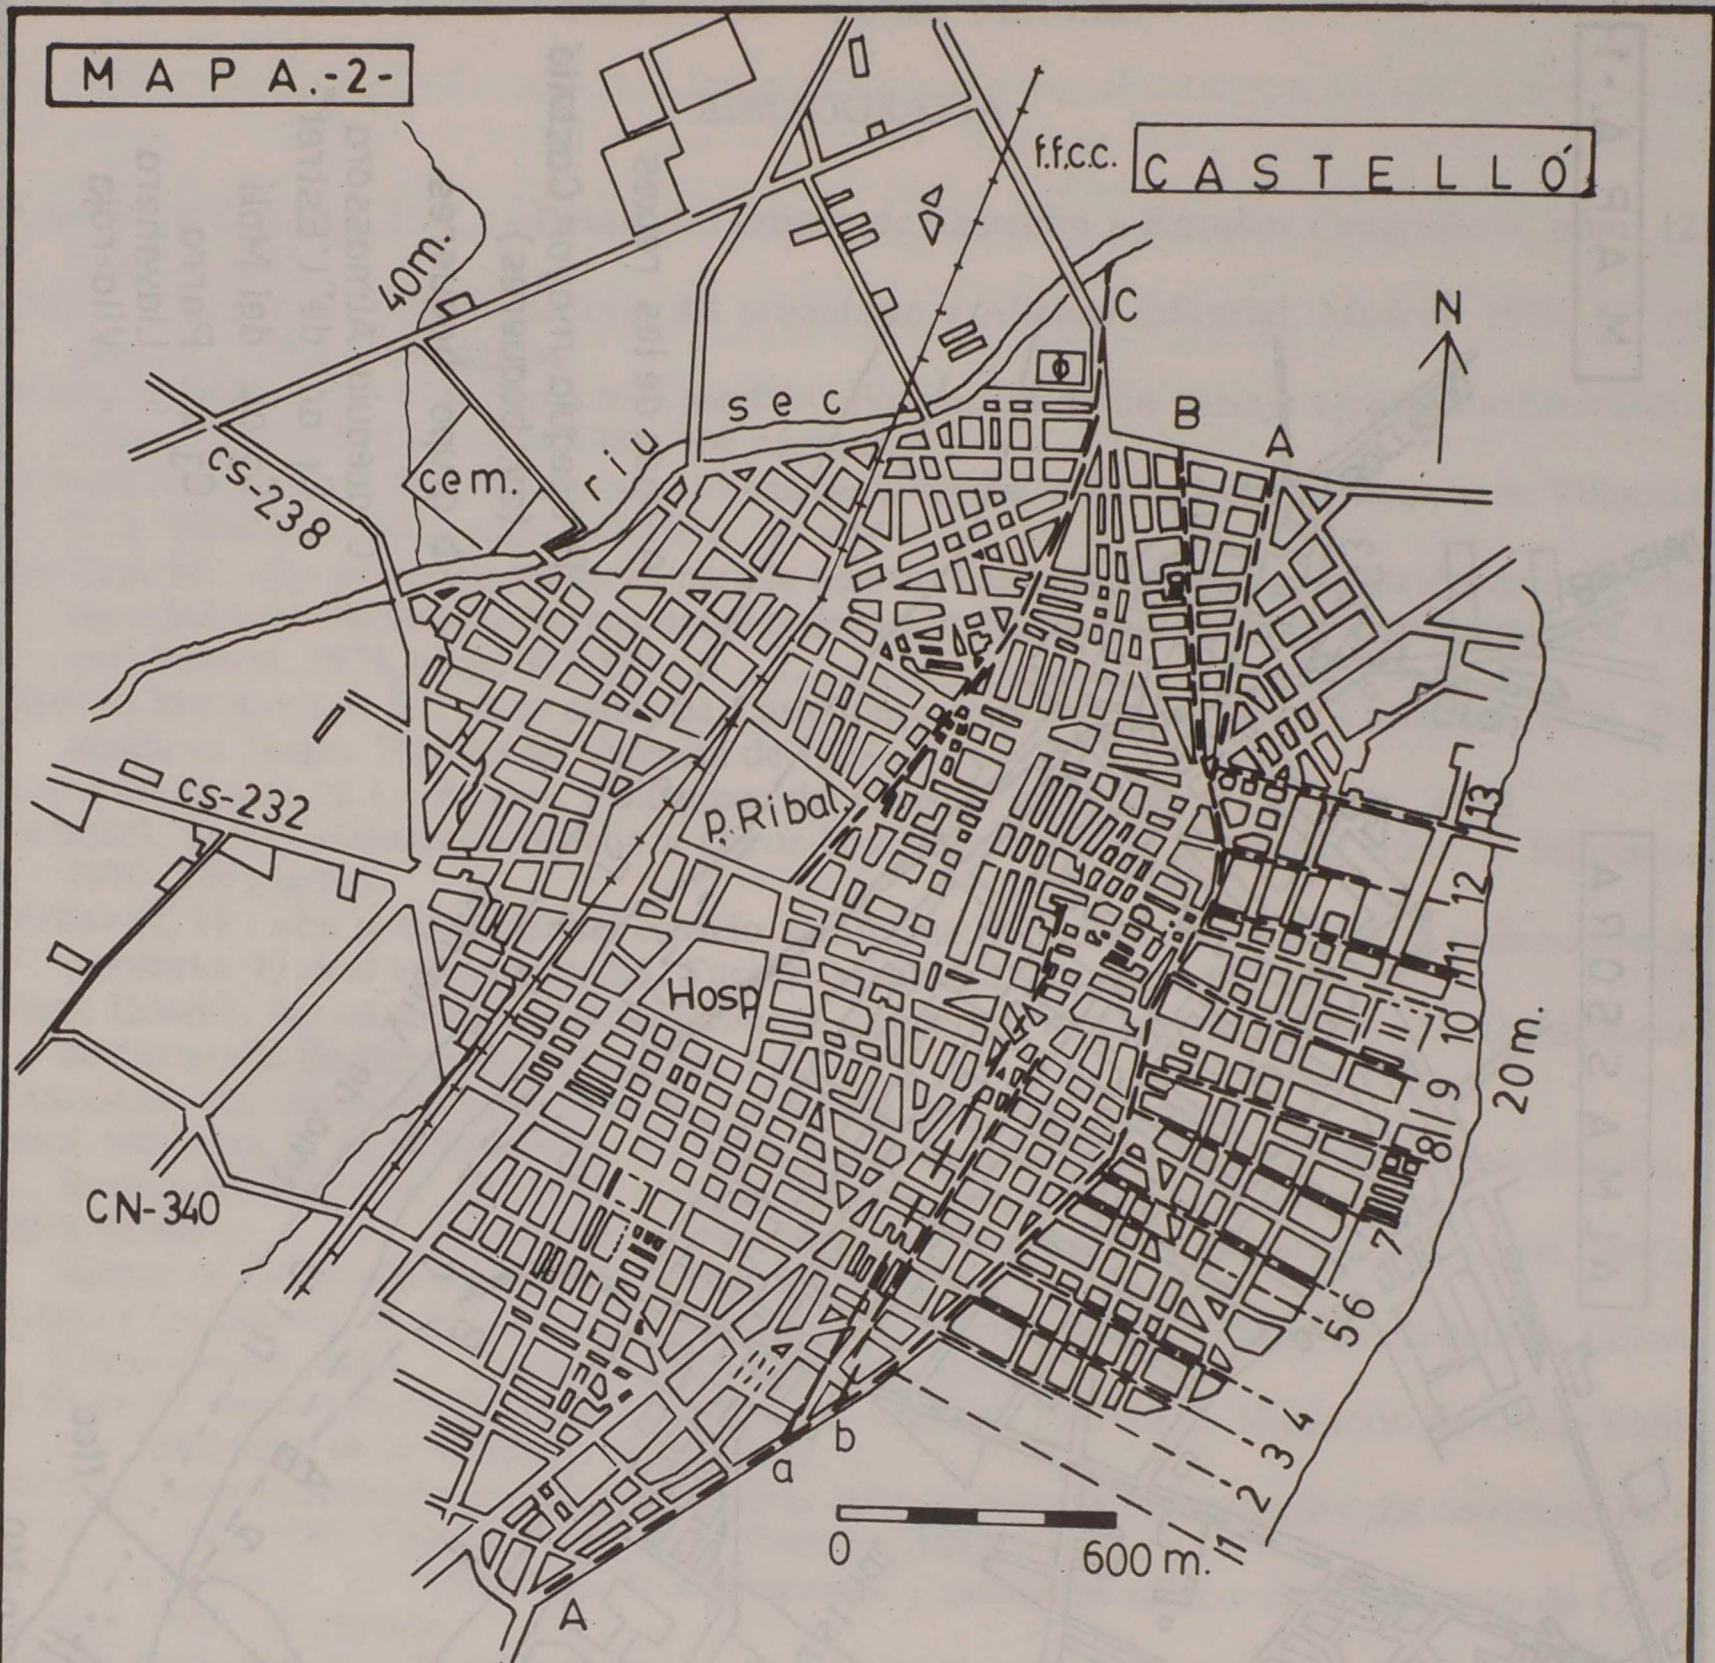 MAPA.-2-
f.f.c.c.
CASTELLÓ
40m.
N
C
B
A
riu sec
cem.
cs-238
cs-232
p. Ribal.
13
12
11
Hosp
10
20m.
9
8
CN-340
7
6
5
4
3
2
1
b
a
0 600 m.
A